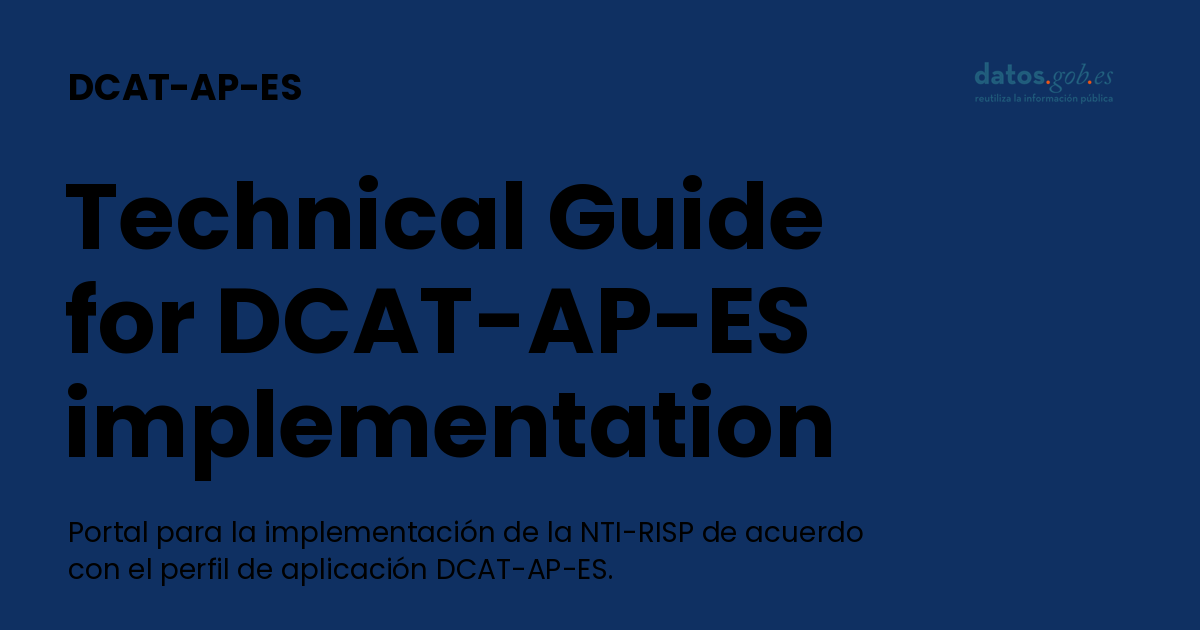 DCAT-AP-ES
datos.gob.es
reutiliza la información pública
Technical Guide
for DCAT-AP-ES
implementation
Portal para la implementación de la NTI-RISP de acuerdo
con el perfil de aplicación DCAT-AP-ES.